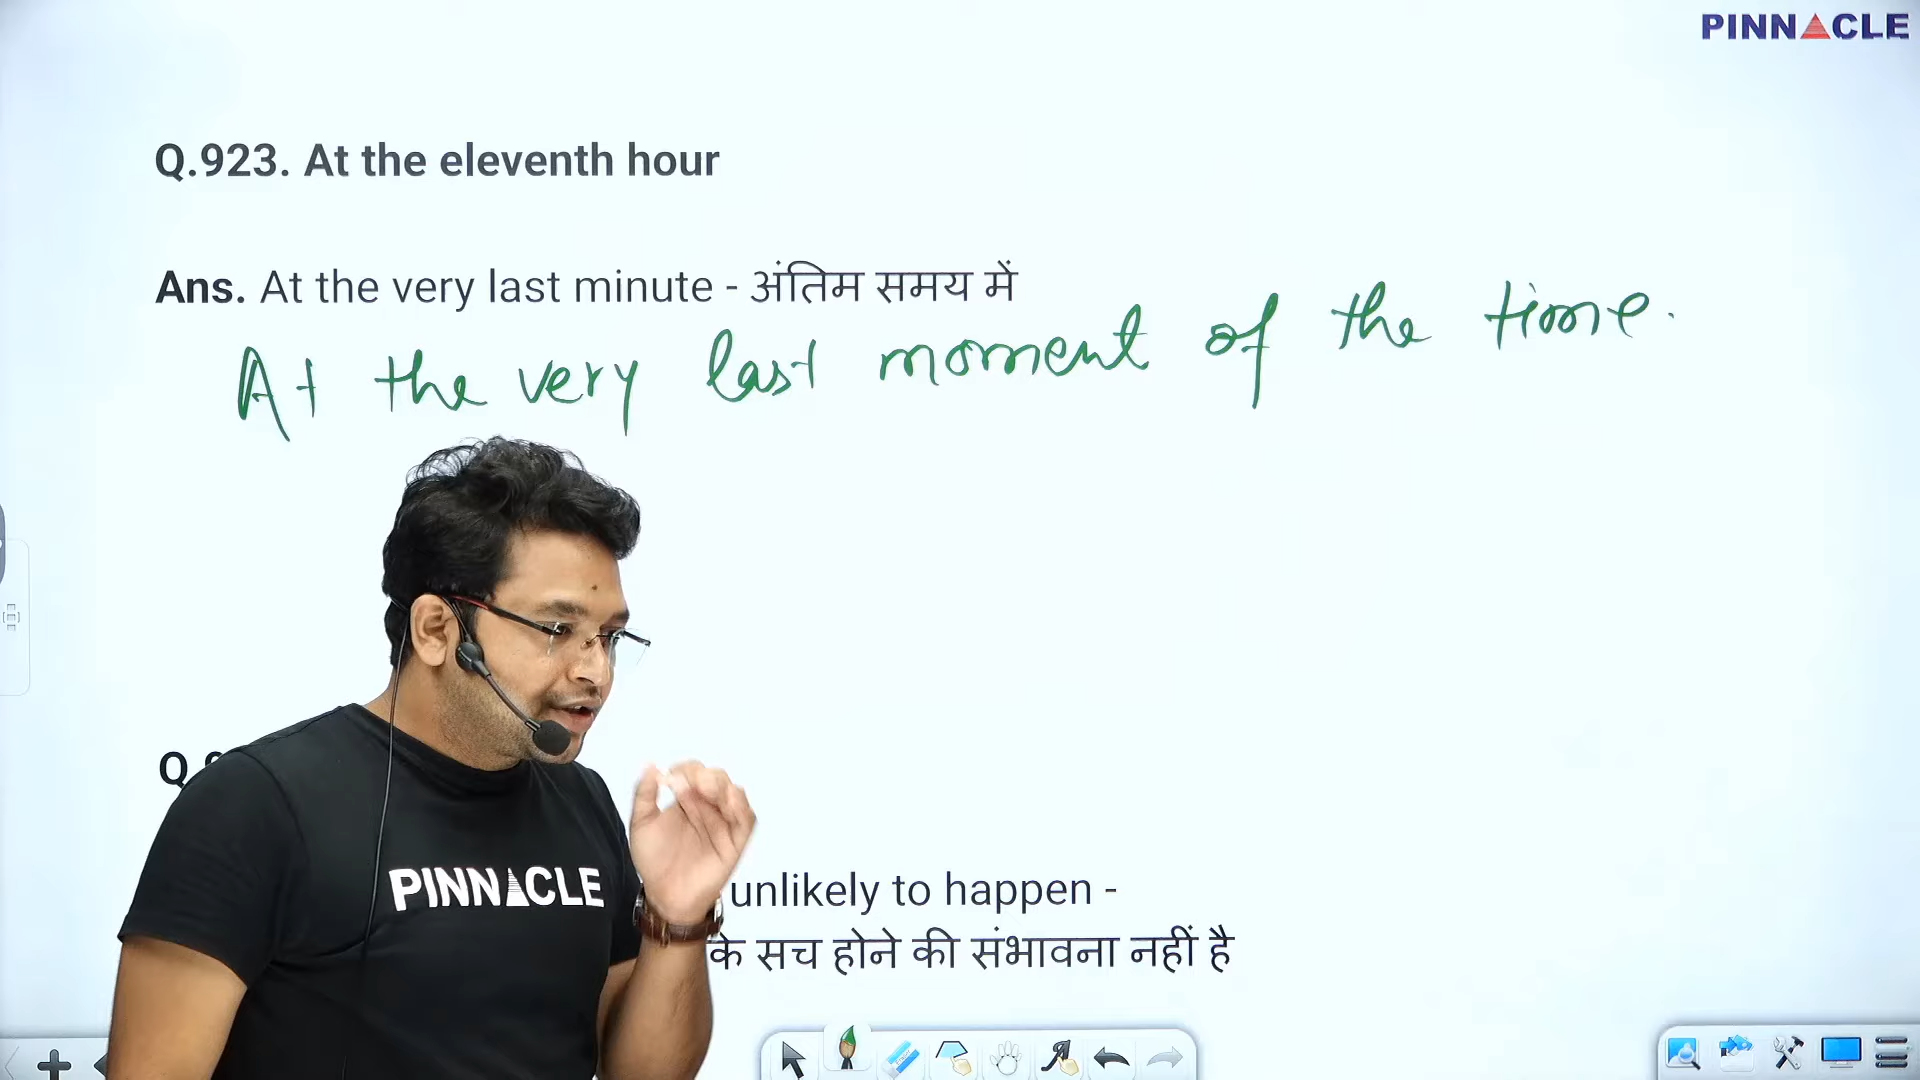 PINNACLE
Q.923. At the eleventh hour
Ans. At the very last minute - अंतिम समय में
At the very last moment of the time.
PINNACLE
unlikely to happen -
के सच होने की संभावना नहीं है